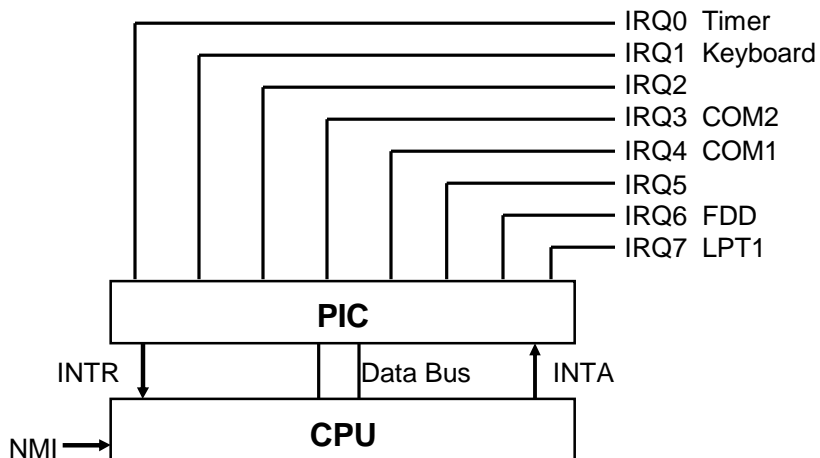 IRQ0 Timer
IRQ1 Keyboard
IRQ2
IRQ3 COM2
IRQ4 COM1
IRQ5
IRQ6 FDD
IRQ7 LPT1
PIC
INTR Data Bus INTA
CPU
NMI